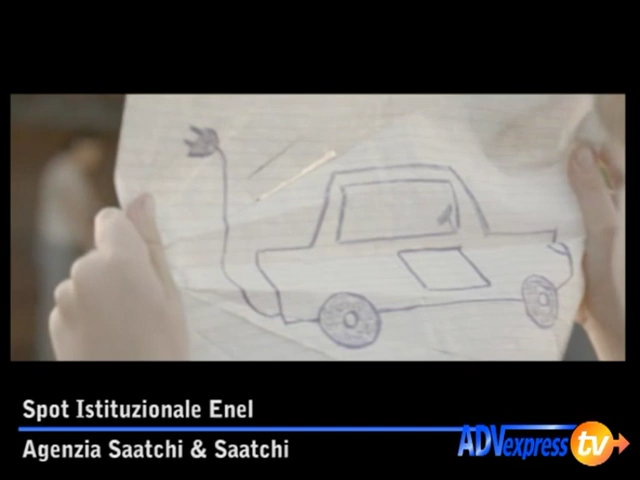 Spot Istituzionale Enel
Agenzia Saatchi & Saatchi
ADVexpress tv